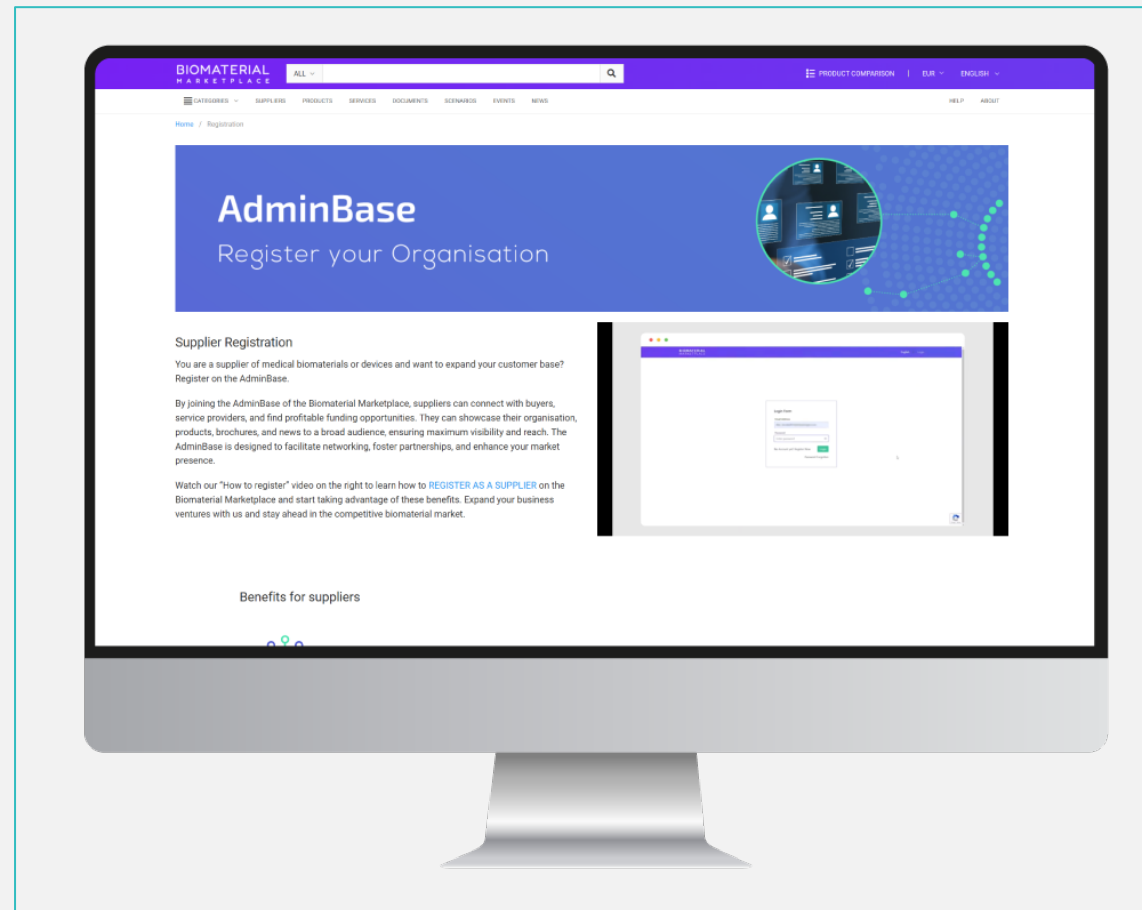 BIOMATERIAL
MARKETPLACE
ALL
PRODUCT COMPARISON | EUR ENGLISH
CATEGORIES SUPPLIERS PRODUCTS SERVICES DOCUMENTS SCENARIOS EVENTS NEWS HELP ABOUT
Home / Registration
AdminBase
Register your Organisation
Supplier Registration
You are a supplier of medical biomaterials or devices and want to expand your customer base?
Register on the AdminBase.
By joining the AdminBase of the Biomaterial Marketplace, suppliers can connect with buyers,
service providers, and find profitable funding opportunities. They can showcase their organisation,
products, brochures, and news to a broad audience, ensuring maximum visibility and reach. The
AdminBase is designed to facilitate networking, foster partnerships, and enhance your market
presence.
Watch our “How to register” video on the right to learn how to REGISTER AS A SUPPLIER on the
Biomaterial Marketplace and start taking advantage of these benefits. Expand your business
ventures with us and stay ahead in the competitive biomaterial market.
BIOMATERIAL
Benefits for suppliers